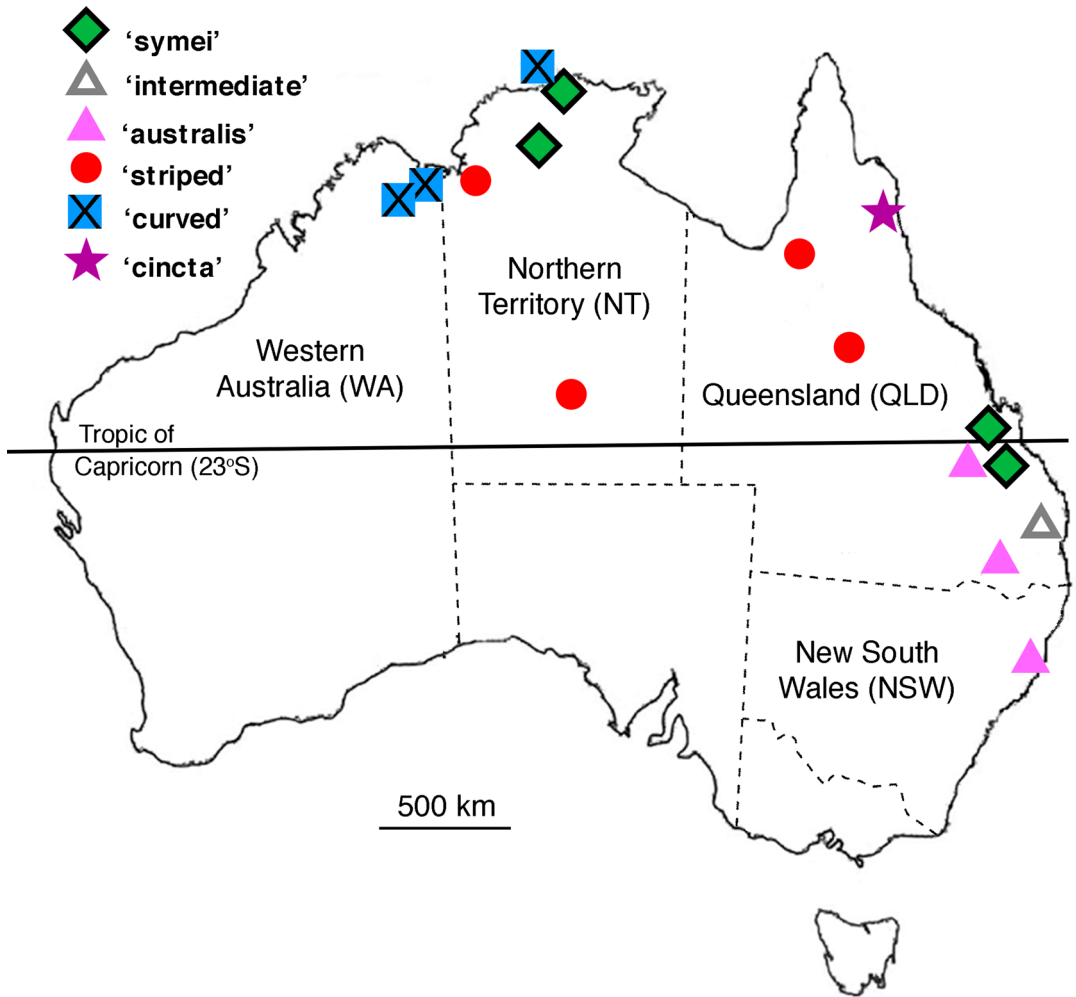 ‘symei’
‘intermediate’
‘australis’
‘striped’
‘curved’
‘cincta’
Northern
Territory (NT)
Western
Australia (WA)
Queensland (QLD)
Tropic of
Capricorn (23°S)
New South
Wales (NSW)
500 km